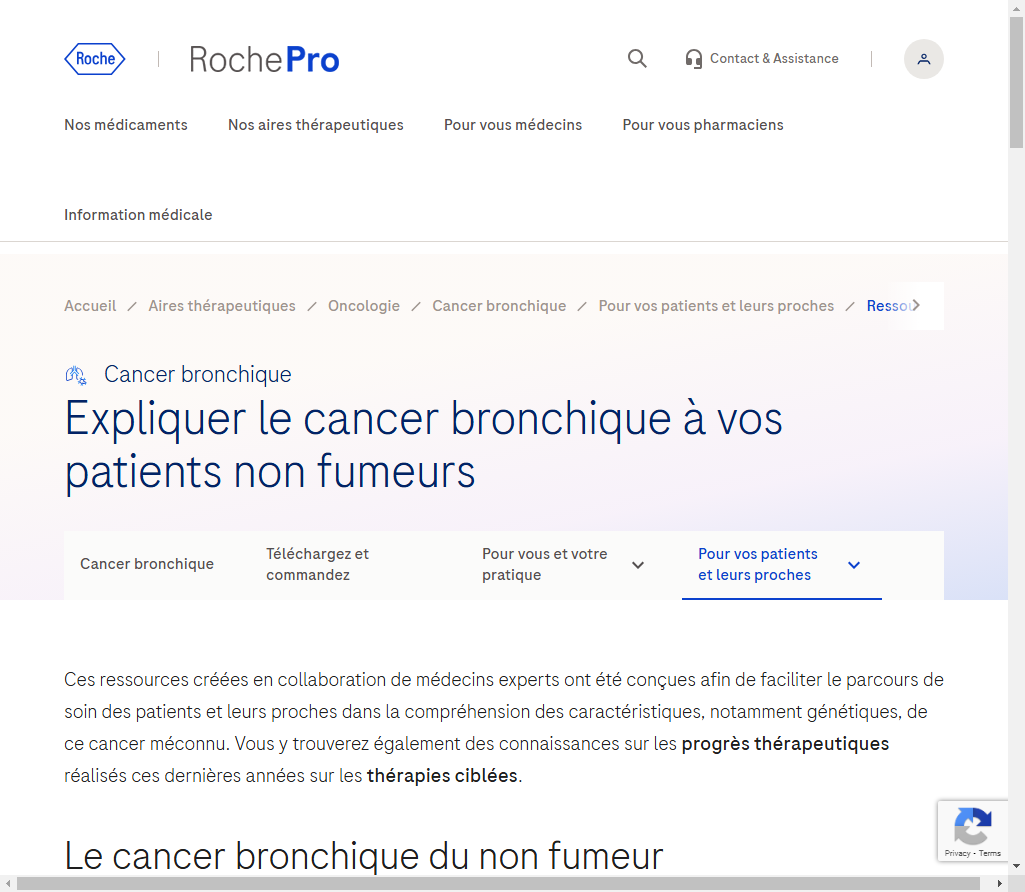 Roche
RochePro
Contact & Assistance
Nos médicaments
Nos aires thérapeutiques
Pour vous médecins
Pour vous pharmaciens
Information médicale
Accueil / Aires thérapeutiques / Oncologie / Cancer bronchique / Pour vos patients et leurs proches /
Cancer bronchique
Expliquer le cancer bronchique à vos
patients non fumeurs
Cancer bronchique
Téléchargez et
commandez
Pour vous et votre
pratique
Pour vos patients
et leurs proches
Ces ressources créées en collaboration de médecins experts ont été conçues afin de faciliter le parcours de
soin des patients et leurs proches dans la compréhension des caractéristiques, notamment génétiques, de
ce cancer méconnu. Vous y trouverez également des connaissances sur les progrès thérapeutiques
réalisés ces dernières années sur les thérapies ciblées.
Le cancer bronchique du non fumeur
Privacy - Terms